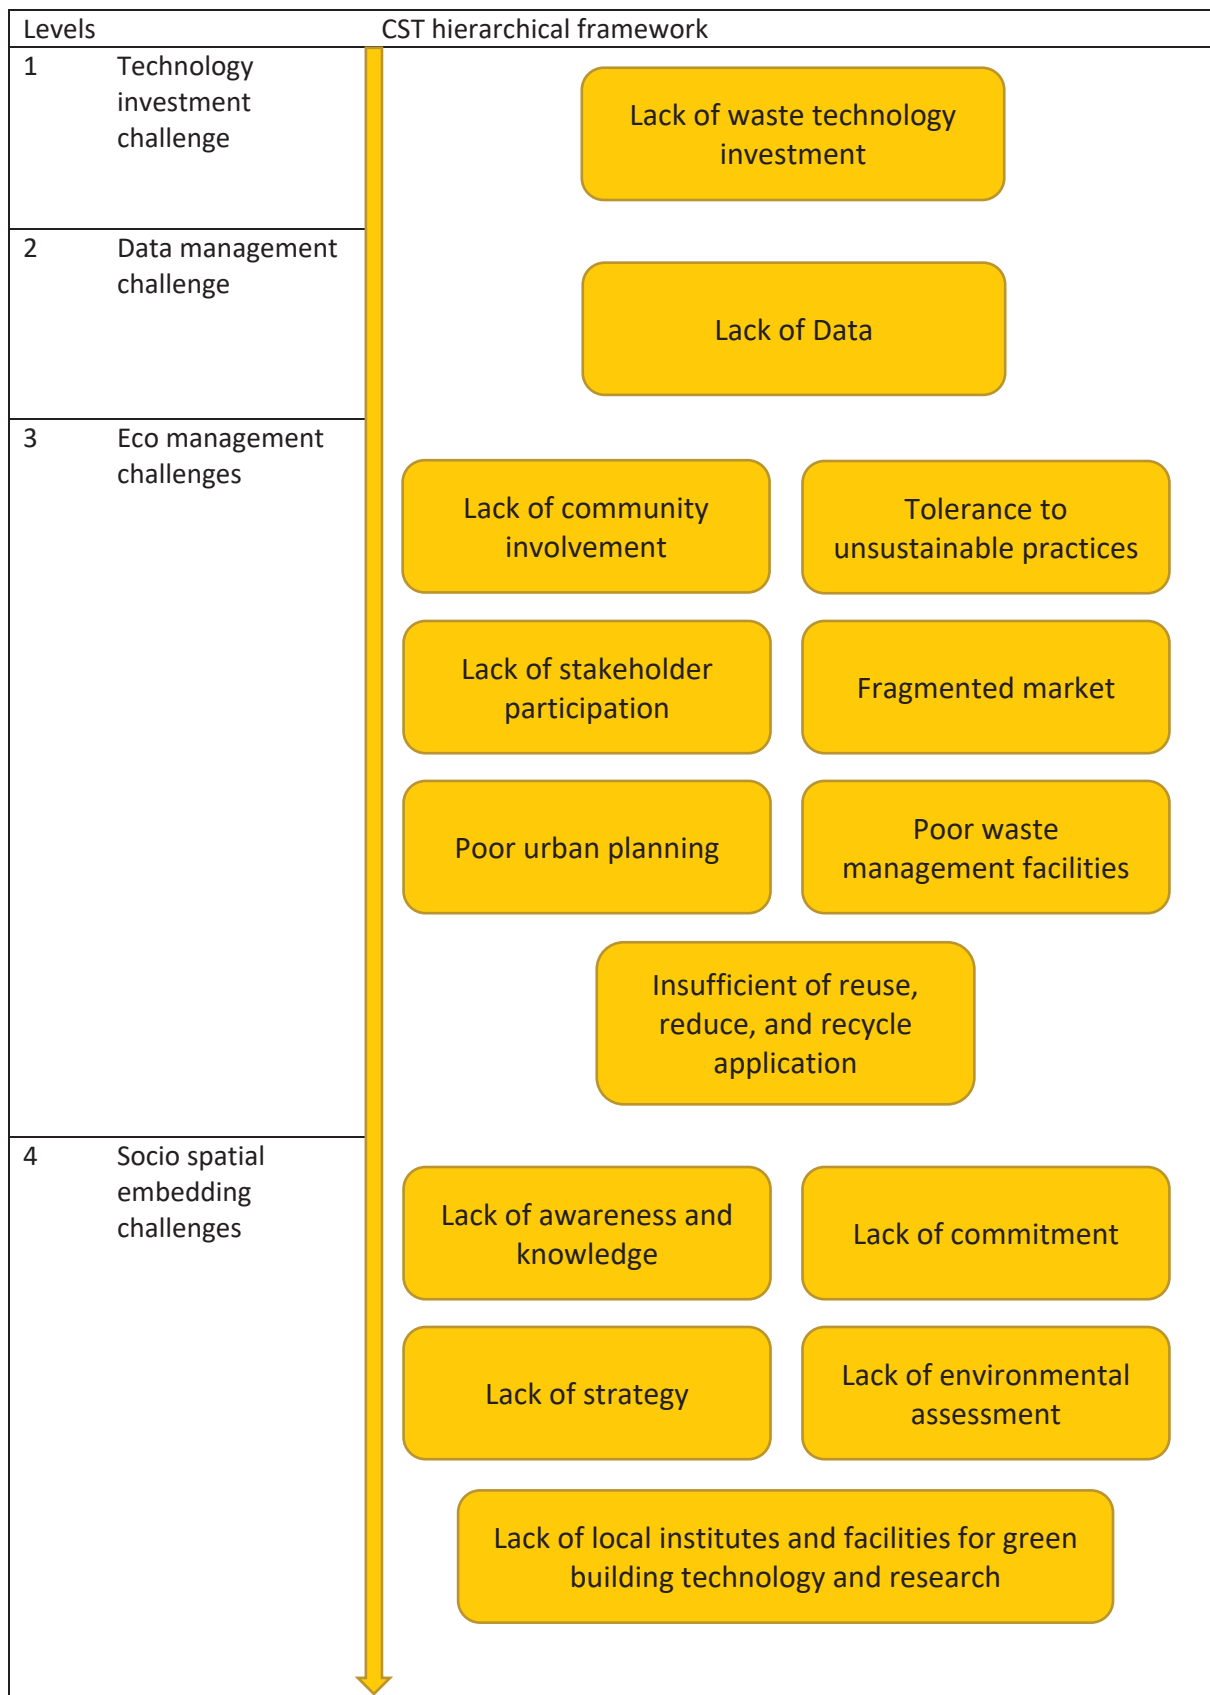 Levels CST hierarchical framework
1 Technology
investment
challenge
Lack of waste technology
investment
2 Data management
challenge
Lack of Data
3 Eco management
challenges
Lack of community
involvement
Tolerance to
unsustainable practices
Lack of stakeholder
participation
Fragmented market
Poor urban planning
Poor waste
management facilities
Insufficient of reuse,
reduce, and recycle
application
4 Socio spatial
embedding
challenges
Lack of awareness and
knowledge
Lack of commitment
Lack of strategy
Lack of environmental
assessment
Lack of local institutes and facilities for green
building technology and research